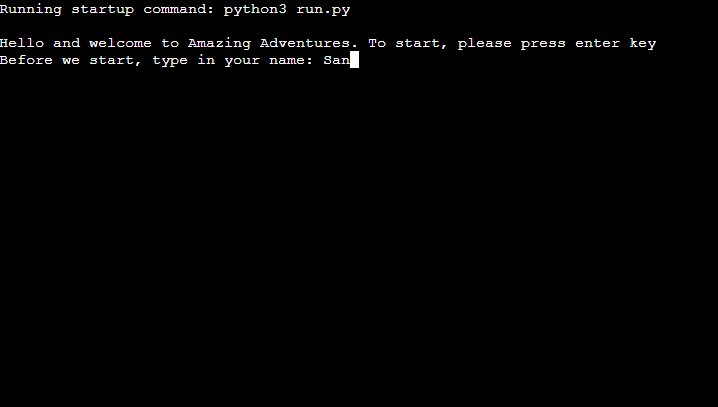 Running startup command: python3 run.py
Hello and welcome to Amazing Adventures. To start, please press enter key
Before we start, type in your name: San